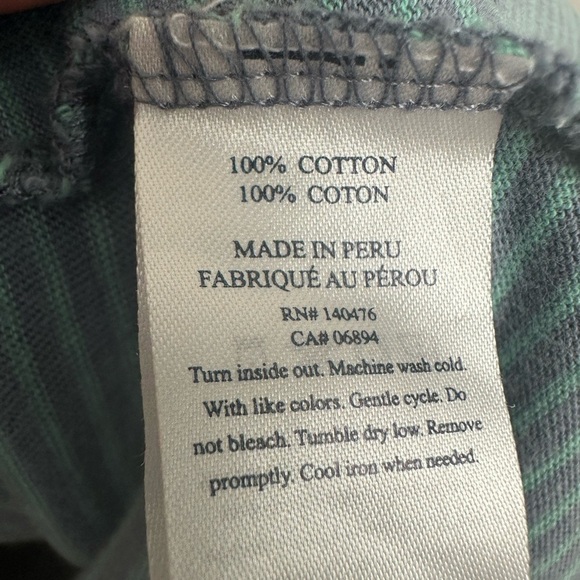 100% COTTON
100% COTON
MADE IN PERU
FABRIQUÉ AU PÉROU
RN# 140476
CA# 06894
Turn inside out. Machine wash cold.
With like colors. Gentle cycle. Do
not bleach. Tumble dry low. Remove
promptly. Cool iron when needed.